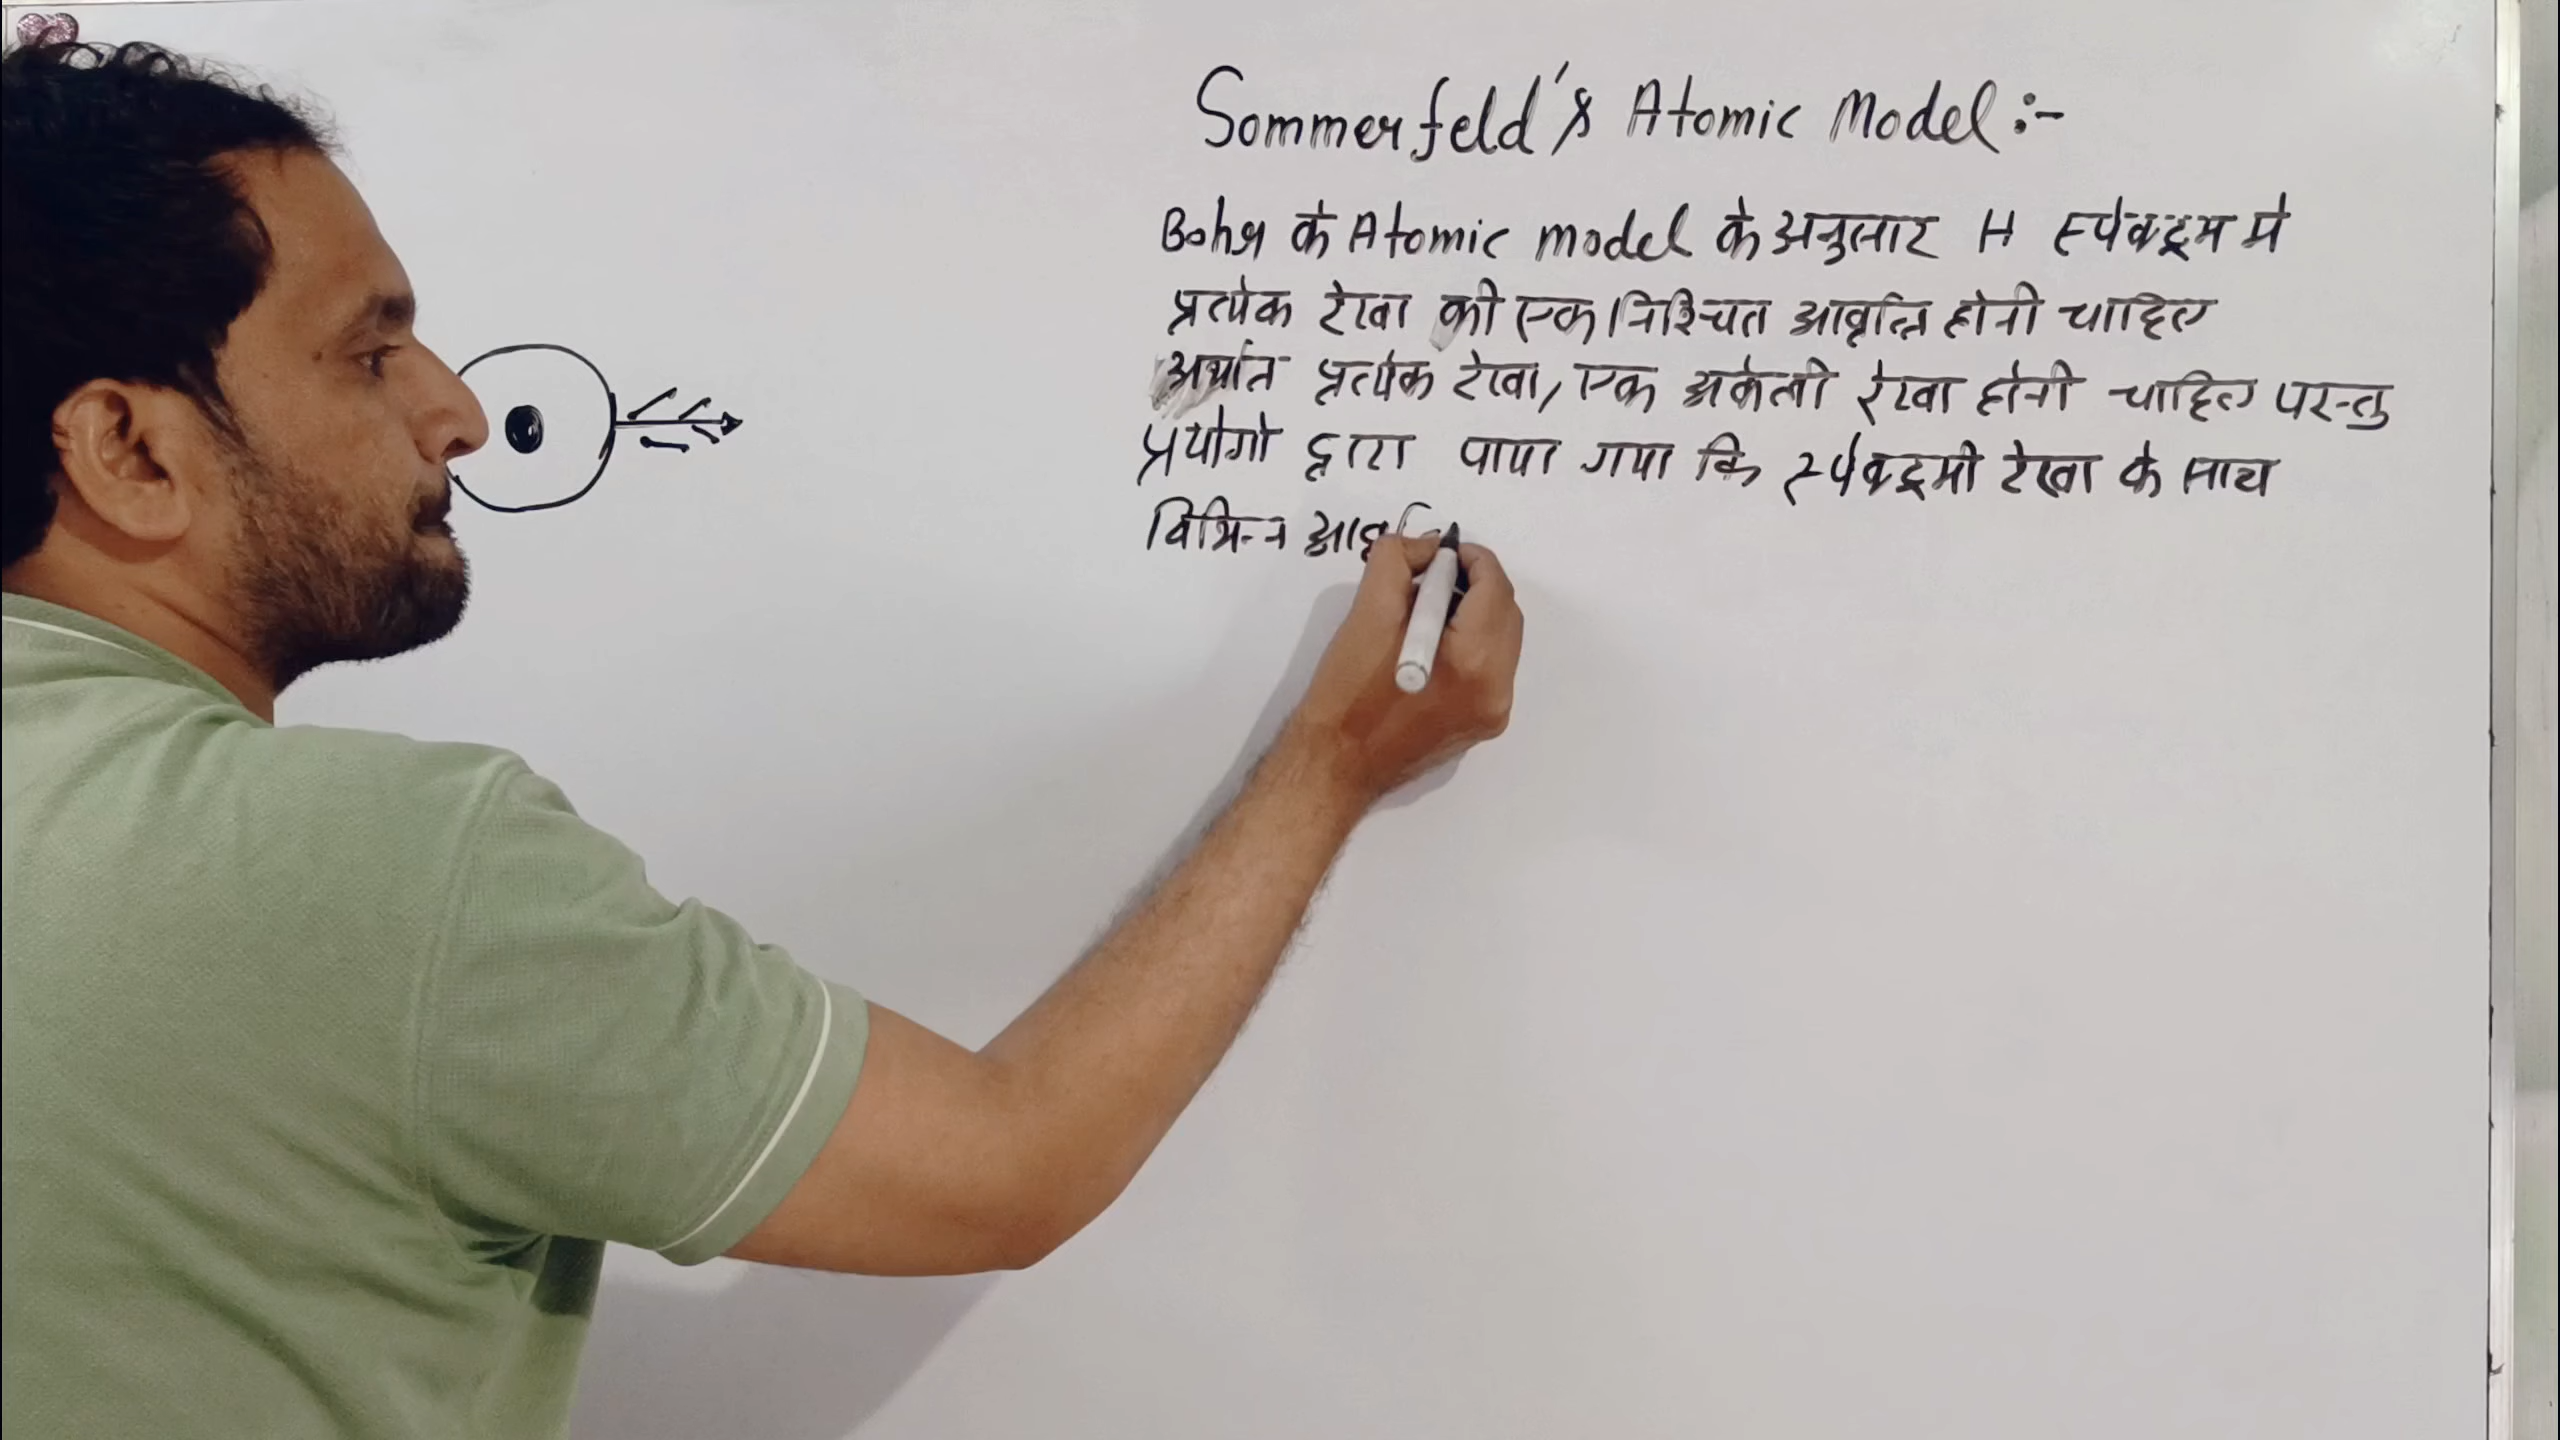 Sommerfeld's Atomic Model :-
Bohr के Atomic model के अनुसार H स्पेक्ट्रम मे
प्रत्येक रेखा की एक निश्चित आवृत्ति होनी चाहिए
अर्थात प्रत्येक रेखा, एक अकेली रेखा होनी चाहिए परन्तु
प्रयोगो द्वारा पाया गया कि स्पेक्ट्रमी रेखा के साथ
विभिन्न